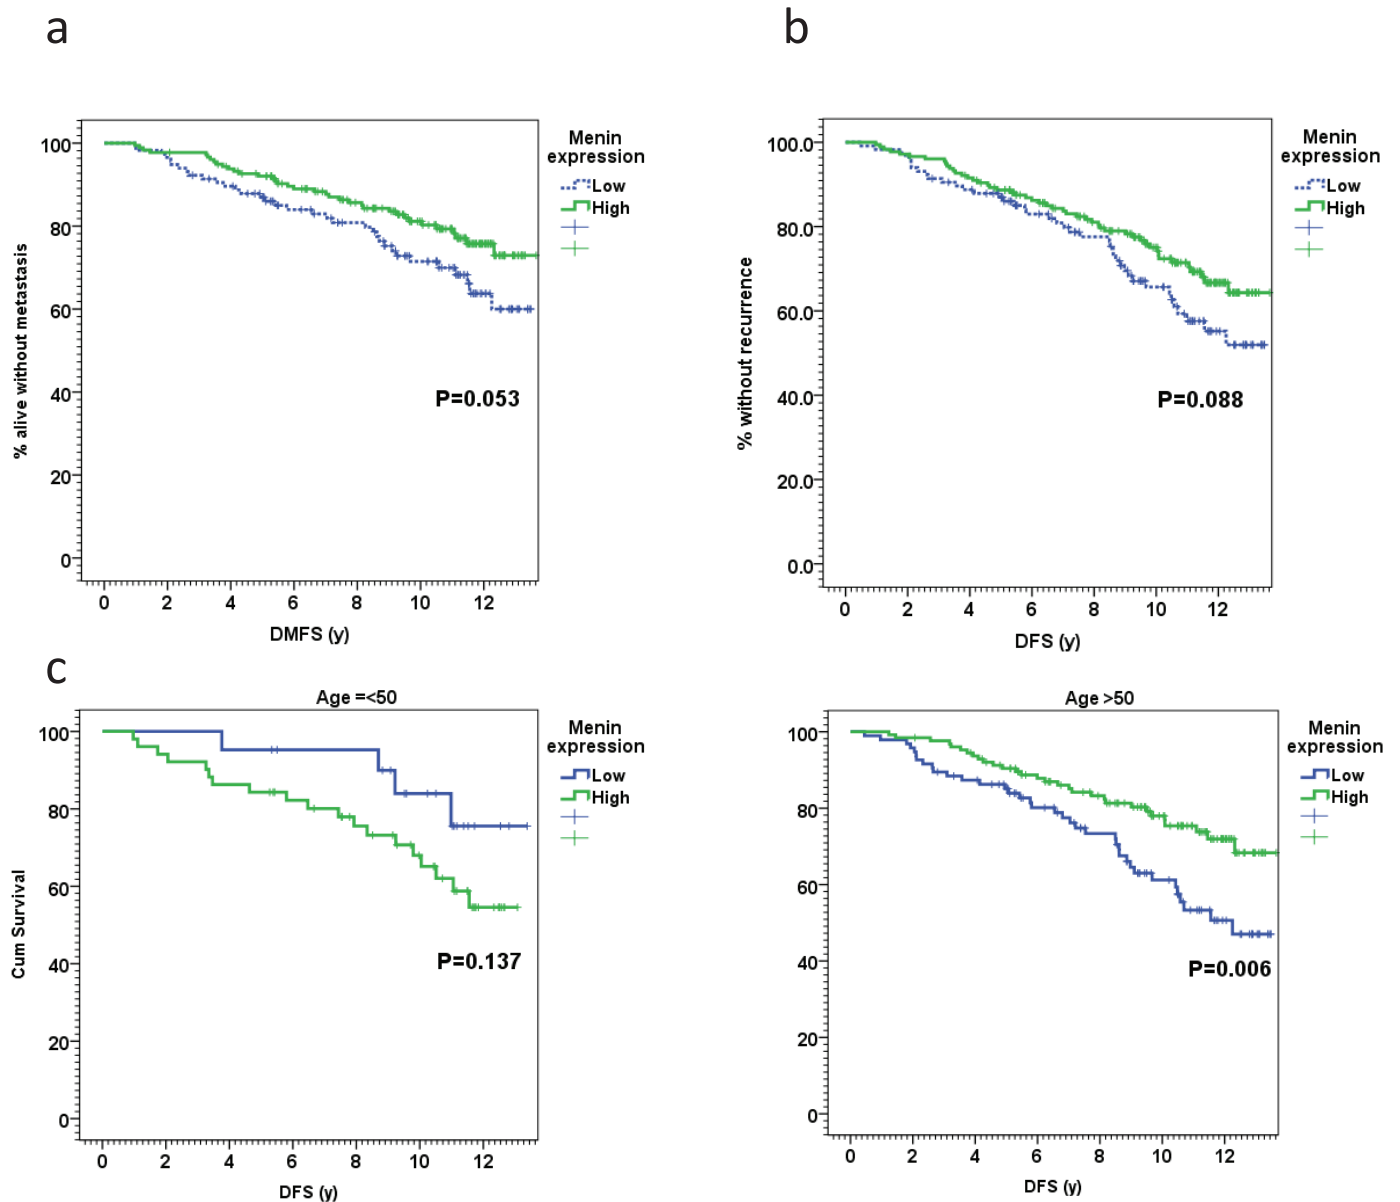 a
b
100
80
60
40
20
0
% alive without metastasis
0 2 4 6 8 10 12
DMFS (y)
P=0.053
Menin
expression
Low
High
100.0
80.0
60.0
40.0
20.0
0.0
% without recurrence
0 2 4 6 8 10 12
DFS (y)
P=0.088
Menin
expression
Low
High
c
Age =<50
100
80
60
40
20
0
Cum Survival
0 2 4 6 8 10 12
DFS (y)
P=0.137
Menin
expression
Low
High
Age >50
100
80
60
40
20
0
0 2 4 6 8 10 12
DFS (y)
P=0.006
Menin
expression
Low
High